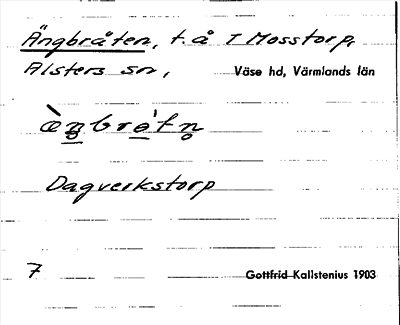 Ängbråten, t. å T Mosstorp,
Alsters sn, Väse hd, Värmlands län
Dagverkstorp
7 Gottfrid Kallstenius 1903